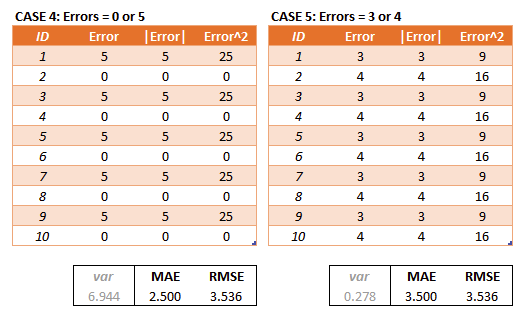 CASE 4: Errors = 0 or 5
ID Error |Error| Error^2
1 5 5 25
2 0 0 0
3 5 5 25
4 0 0 0
5 5 5 25
6 0 0 0
7 5 5 25
8 0 0 0
9 5 5 25
10 0 0 0
var MAE RMSE
6.944 2.500 3.536
CASE 5: Errors = 3 or 4
ID Error |Error| Error^2
1 3 3 9
2 4 4 16
3 3 3 9
4 4 4 16
5 3 3 9
6 4 4 16
7 3 3 9
8 4 4 16
9 3 3 9
10 4 4 16
var MAE RMSE
0.278 3.500 3.536